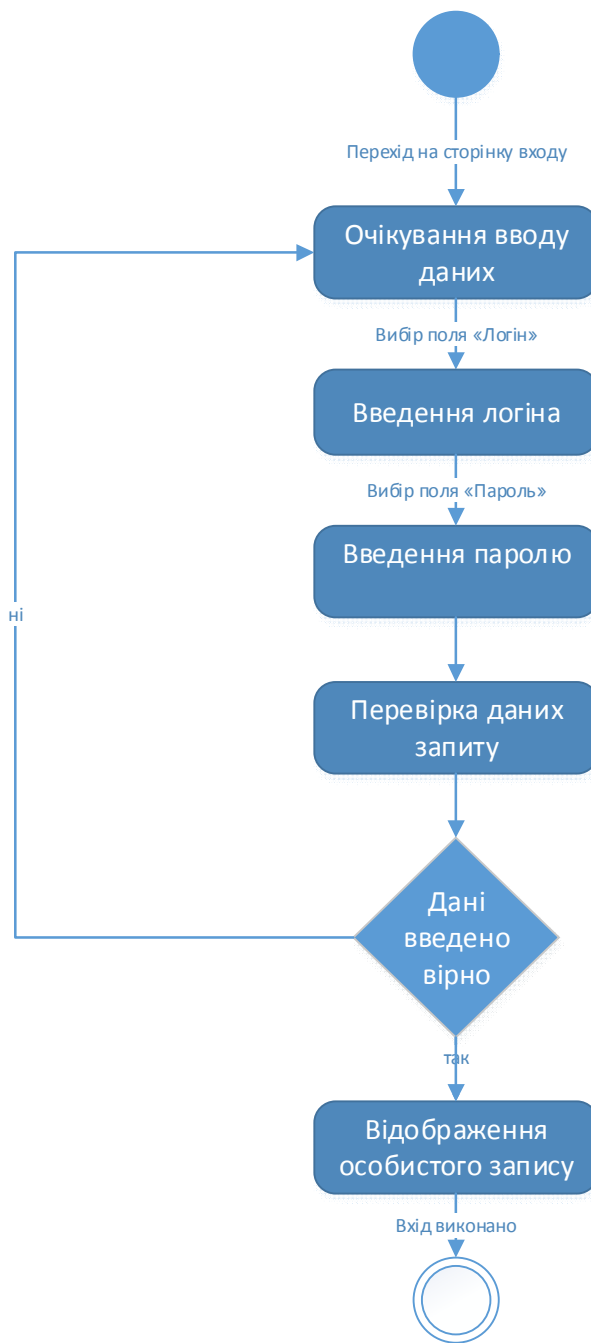 Перехід на сторінку входу
Очікування вводу
даних
Вибір поля «Логін»
Введення логіна
Вибір поля «Пароль»
Введення паролю
ні
Перевірка даних
запиту
Дані
введено
вірно
так
Відображення
особистого запису
Вхід виконано